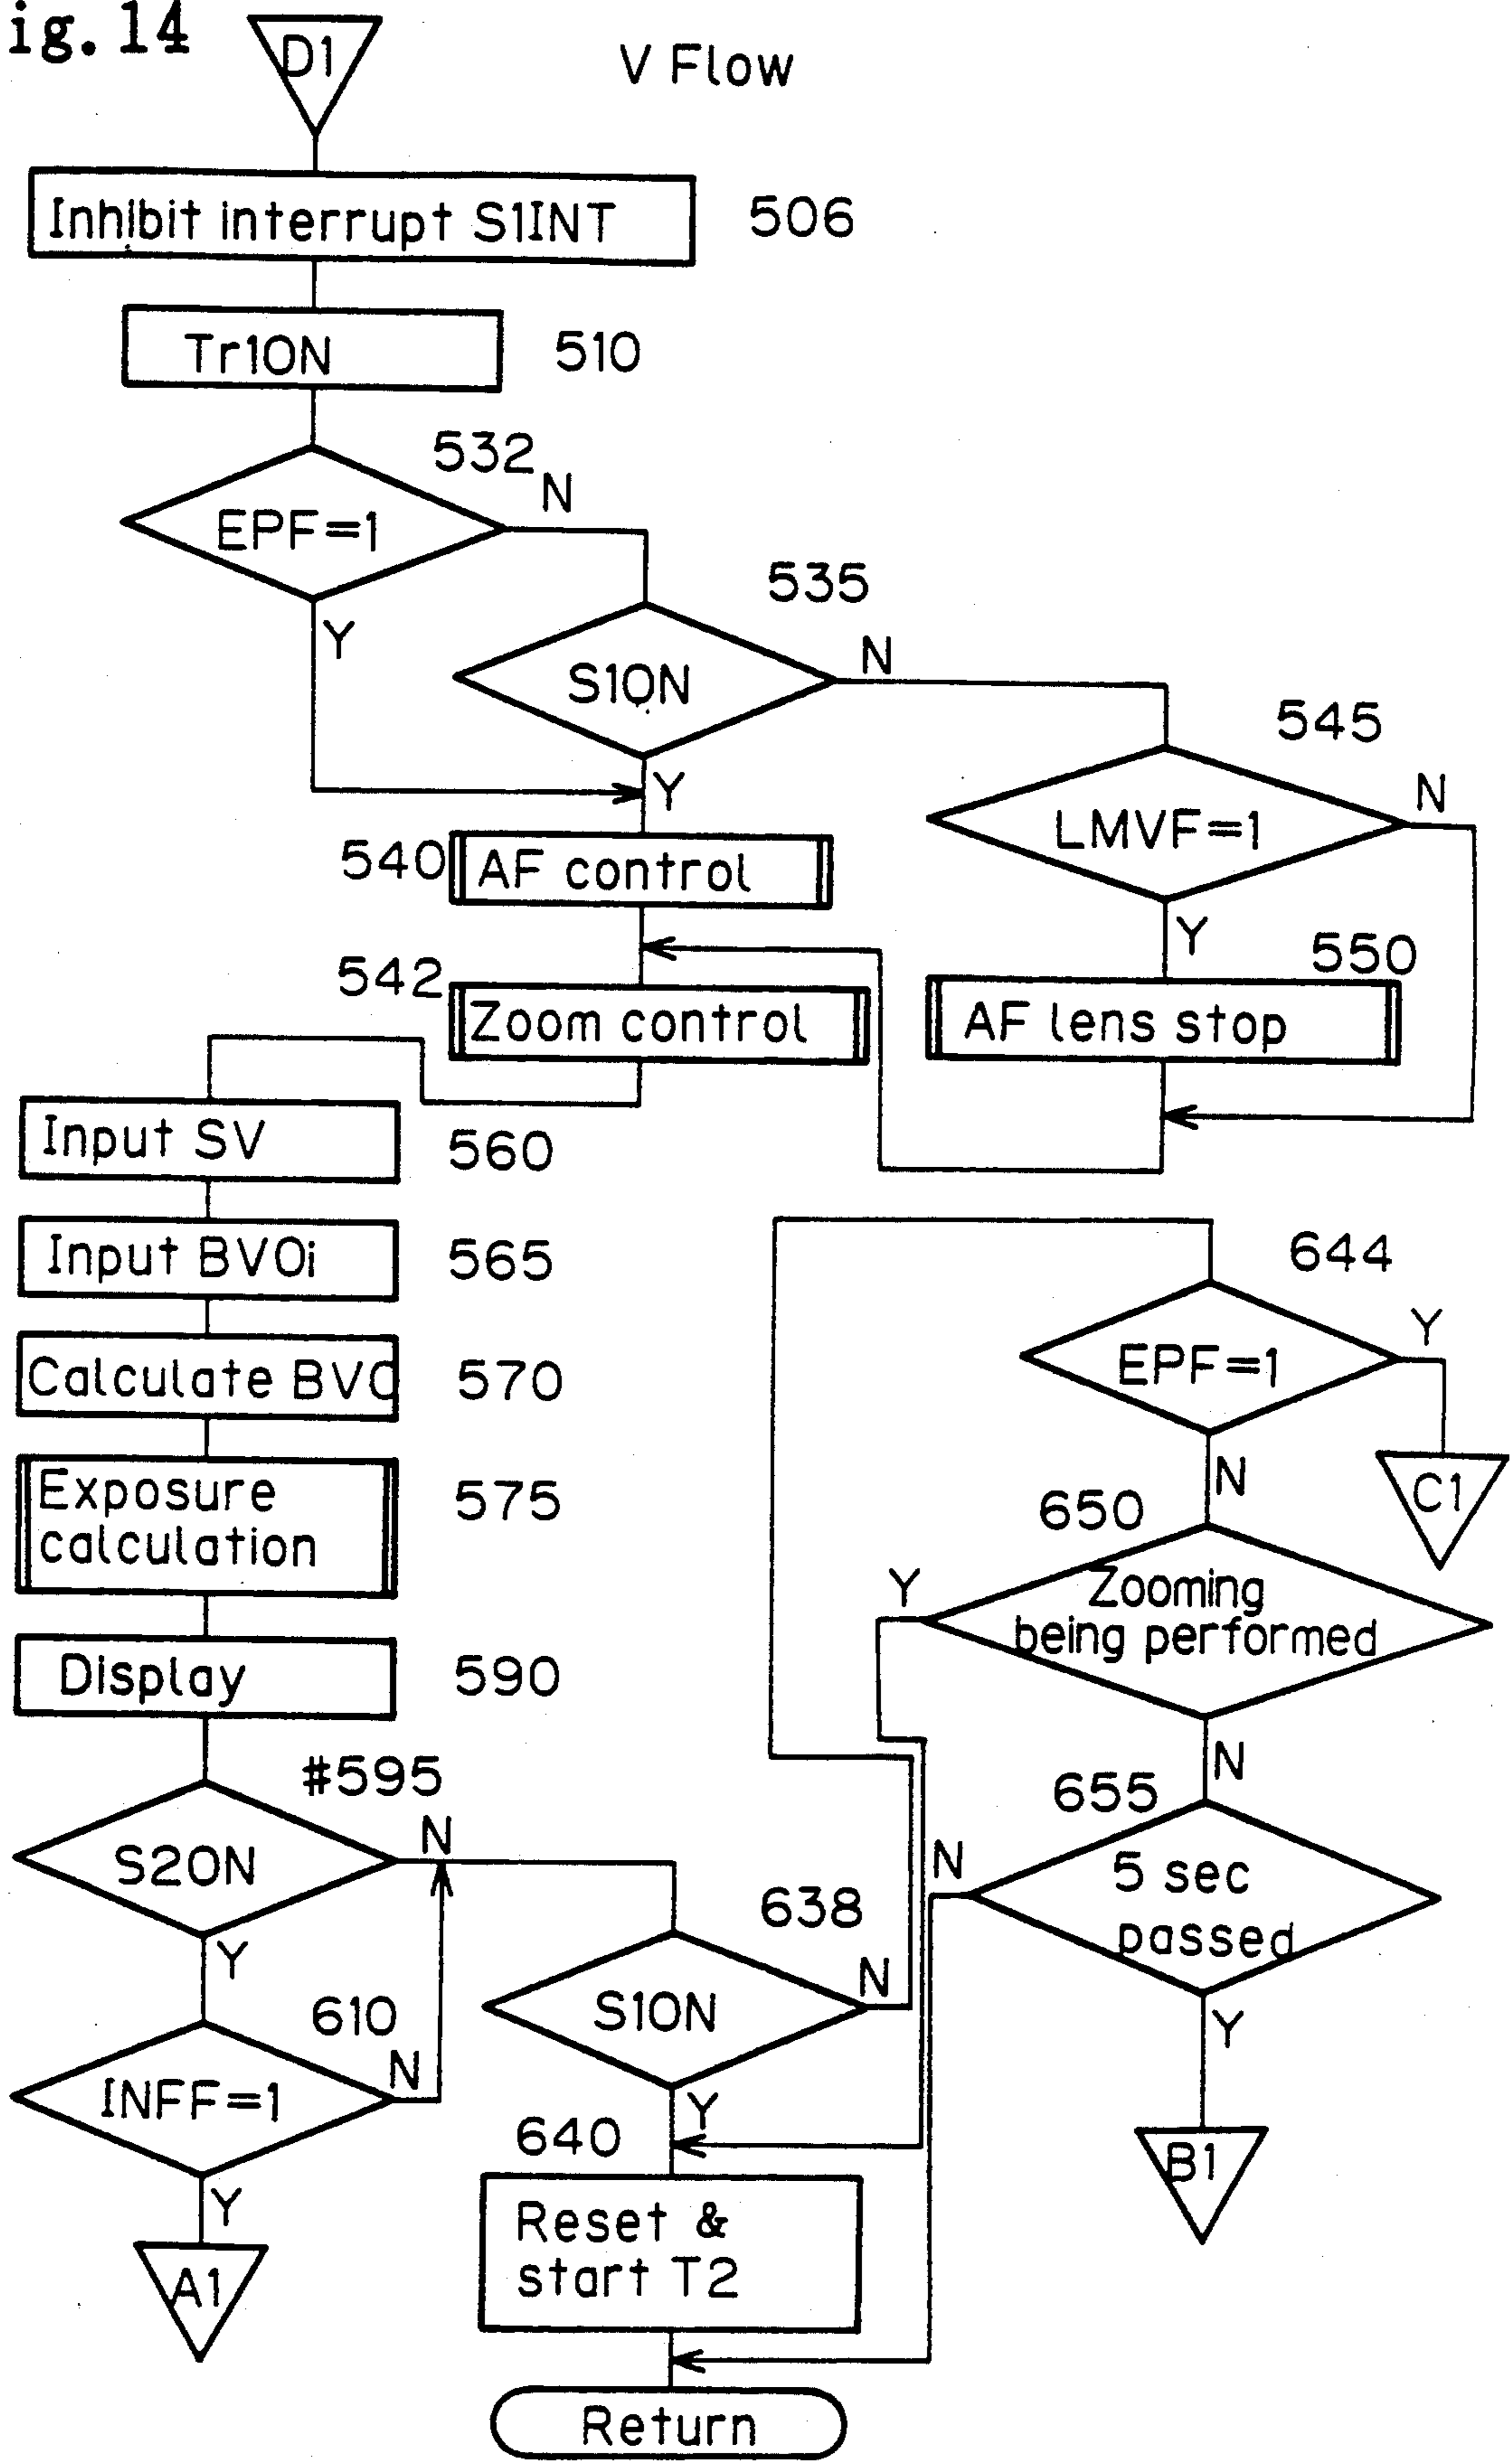 ig. 14
D1
V Flow
Inhibit interrupt S1INT
506
Tr1ON
510
532
N
EPF=1
Y
535
S1ON
N
Y
545
LMVF=1
N
Y
540
AF control
550
AF lens stop
542
Zoom control
Input SV
560
Input BVOi
565
Calculate BVO
570
Exposure
calculation
575
Display
590
#595
S2ON
N
Y
610
INFF=1
N
Y
A1
638
S1ON
N
Y
640
Reset &
start T2
Return
644
EPF=1
Y
C1
N
650
Zooming
being performed
Y
N
655
5 sec
passed
N
Y
B1